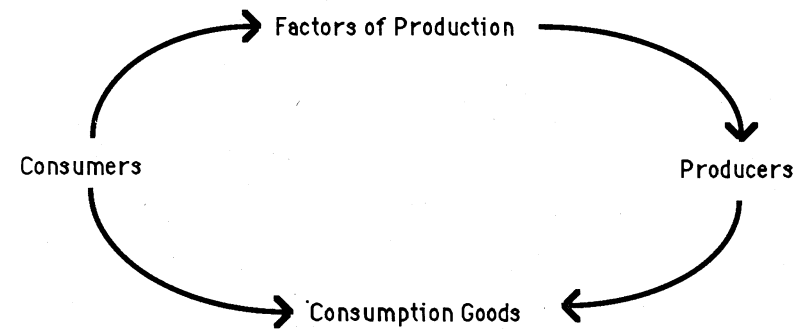 Factors of Production
Consumers
Producers
Consumption Goods